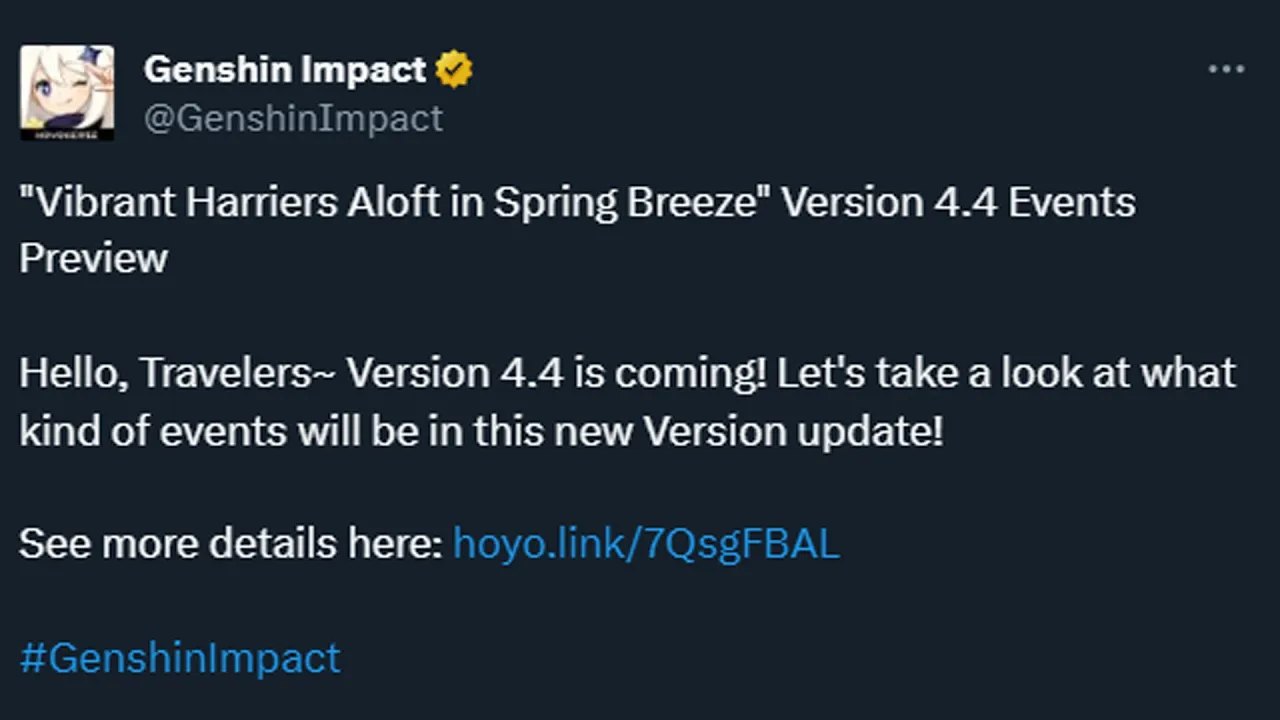 Genshin Impact
@GenshinImpact
"Vibrant Harriers Aloft in Spring Breeze" Version 4.4 Events
Preview
Hello, Travelers~ Version 4.4 is coming! Let's take a look at what
kind of events will be in this new Version update!
See more details here: hoyo.link/7QsgFBAL
#GenshinImpact